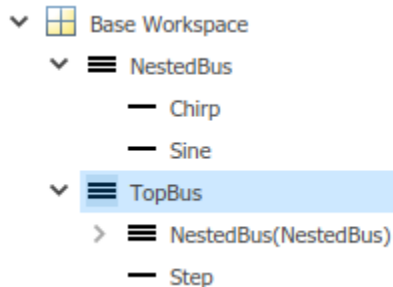 Base Workspace
NestedBus
Chirp
Sine
TopBus
NestedBus(NestedBus)
Step